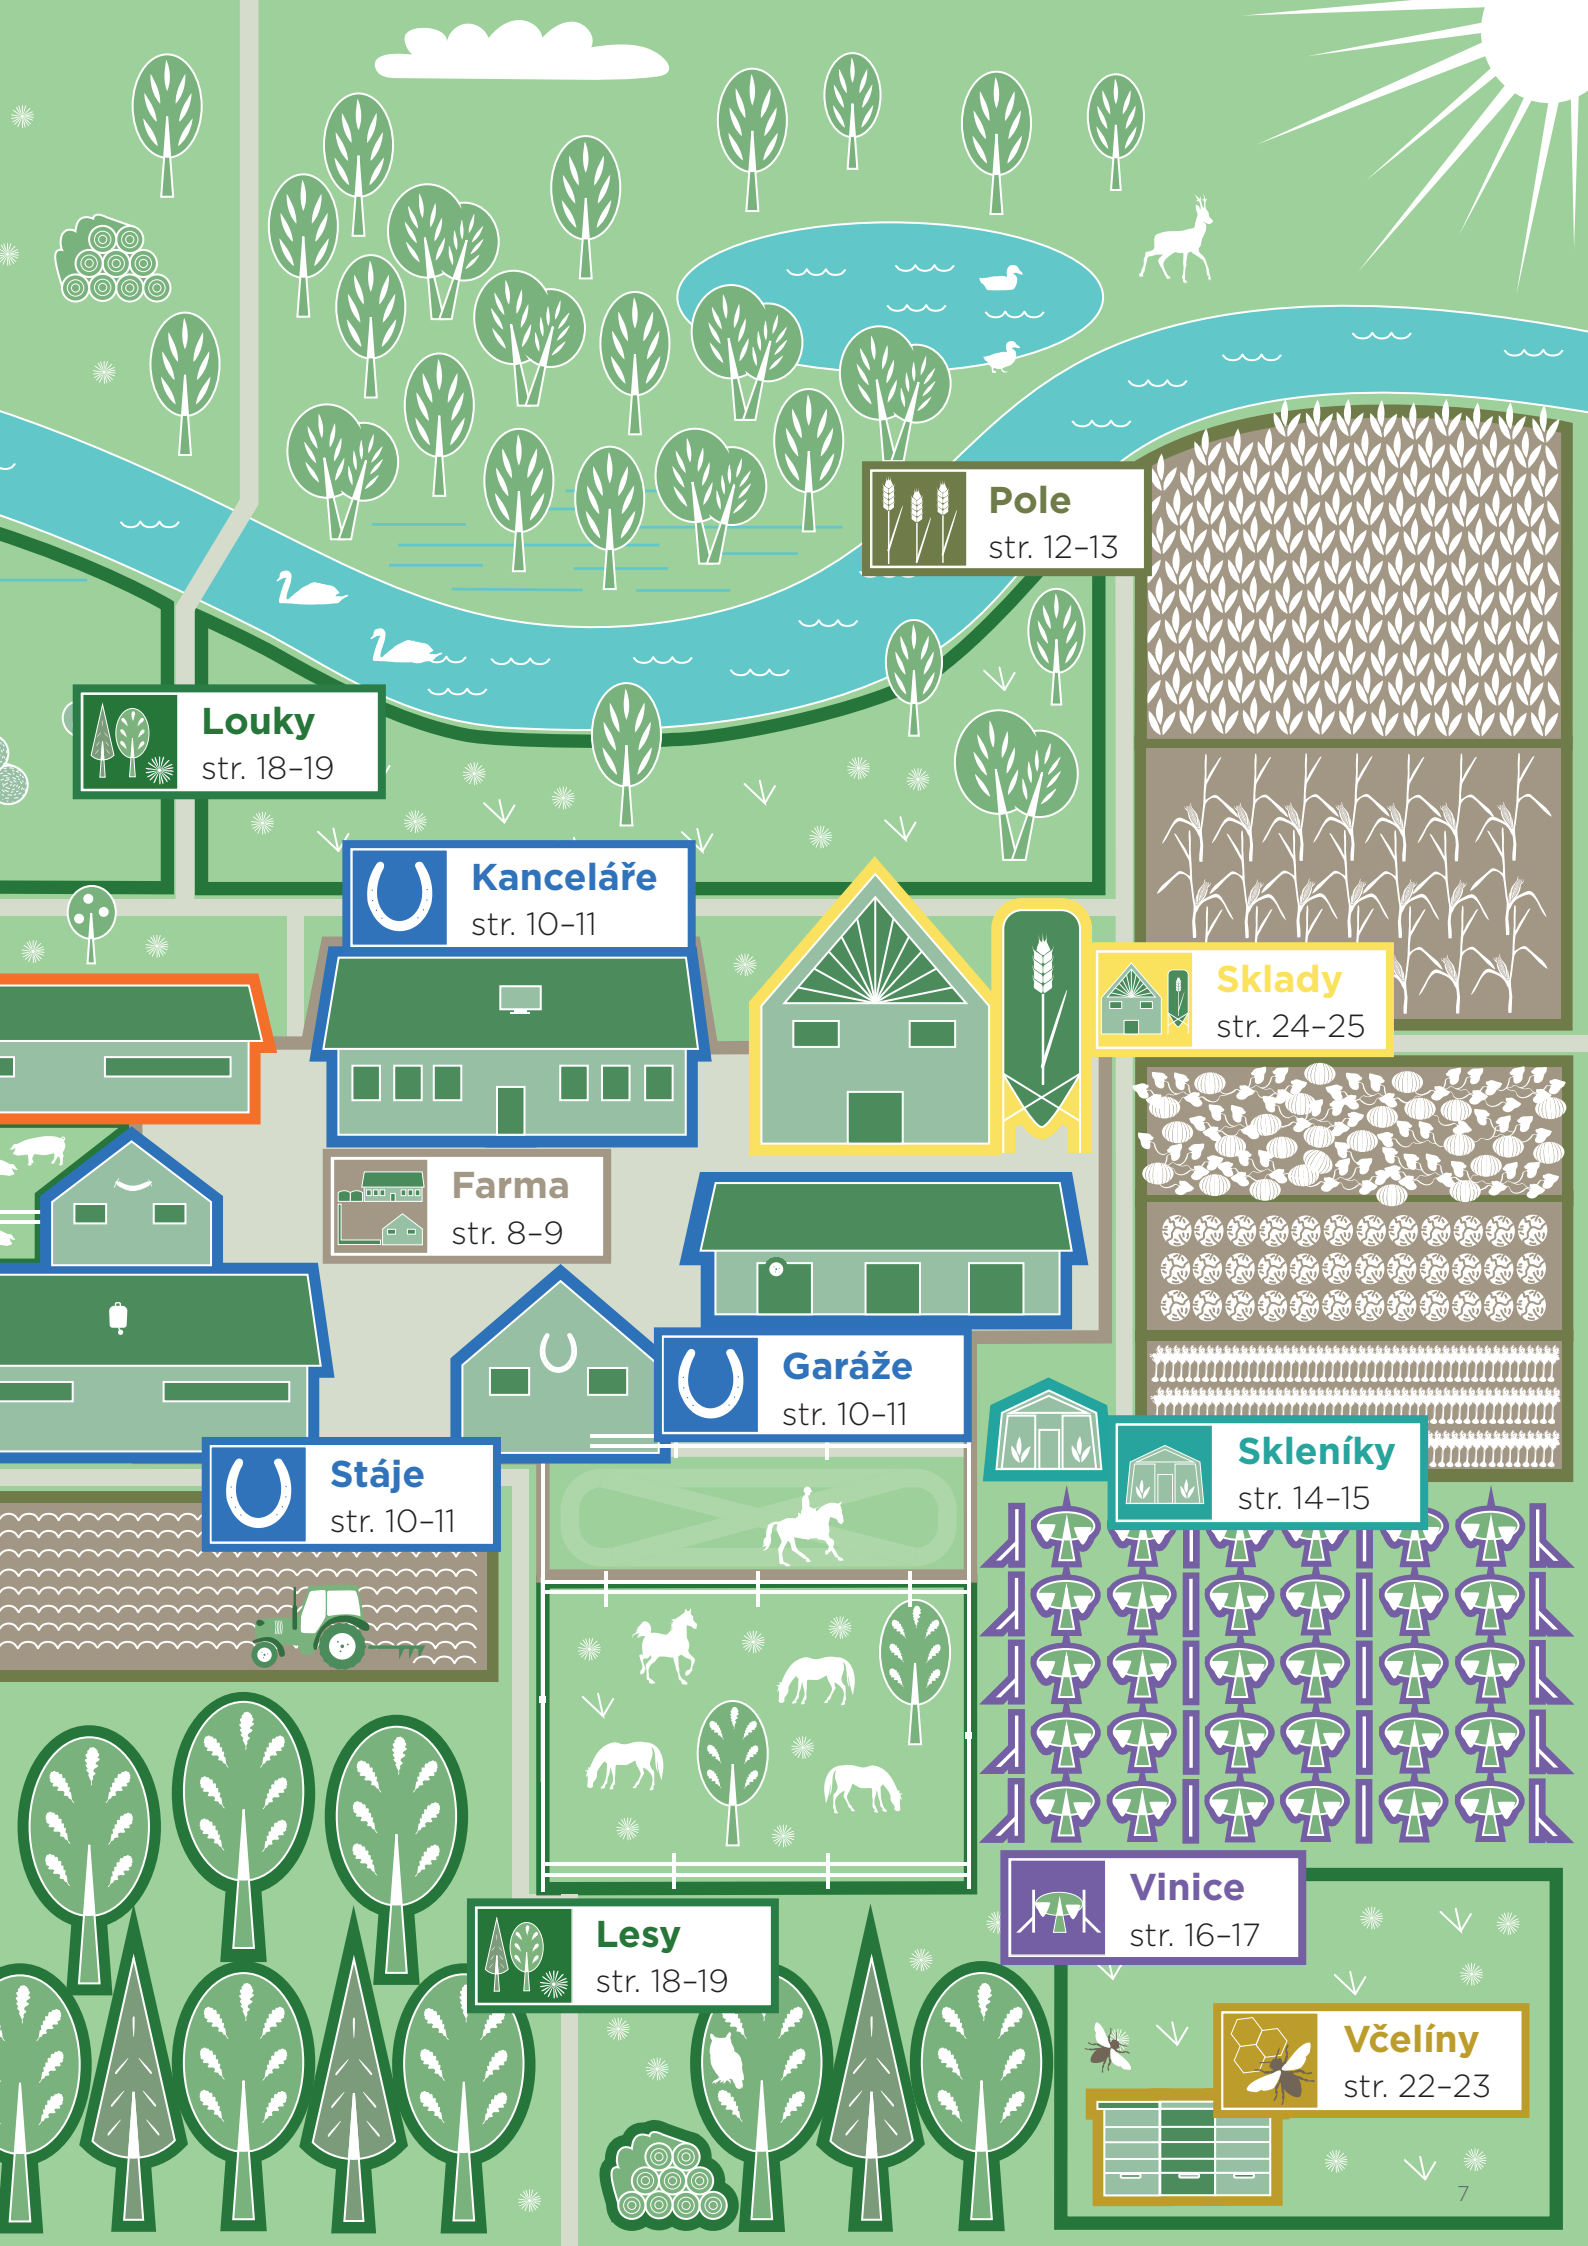 Pole
str. 12–13
Louky
str. 18–19
Kanceláře
str. 10–11
Sklady
str. 24–25
Farma
str. 8–9
Garáže
str. 10–11
Skleníky
str. 14–15
Stáje
str. 10–11
Vinice
str. 16–17
Lesy
str. 18–19
Včelíny
str. 22–23
7